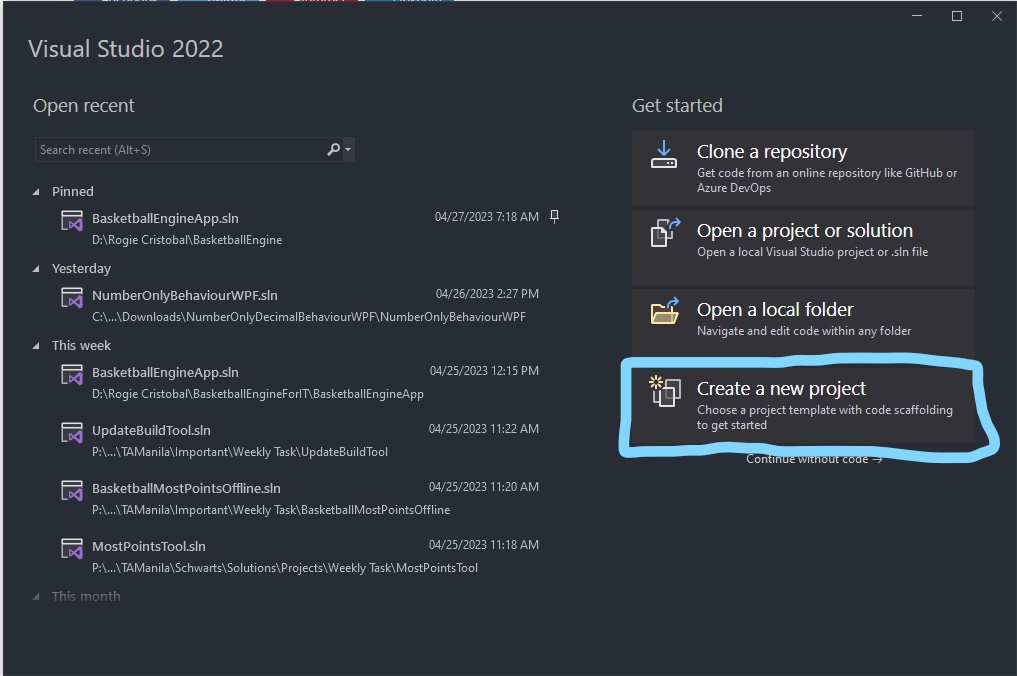 Visual Studio 2022
Open recent
Search recent (Alt+S)
Pinned
BasketballEngineApp.sln 04/27/2023 7:18 AM
D:\Rogie Cristobal\BasketballEngine
Yesterday
NumberOnlyBehaviourWPF.sln 04/26/2023 2:27 PM
C:\...\Downloads\NumberOnlyDecimalBehaviourWPF\NumberOnlyBehaviourWPF
This week
BasketballEngineApp.sln 04/25/2023 12:15 PM
D:\Rogie Cristobal\BasketballEngineForIT\BasketballEngineApp
UpdateBuildTool.sln 04/25/2023 11:22 AM
P:\...\TAManila\Important\Weekly Task\UpdateBuildTool
BasketballMostPointsOffline.sln 04/25/2023 11:20 AM
P:\...\TAManila\Important\Weekly Task\BasketballMostPointsOffline
MostPointsTool.sln 04/25/2023 11:18 AM
P:\...\TAManila\Schwarts\Solutions\Projects\Weekly Task\MostPointsTool
This month
Get started
Clone a repository
Get code from an online repository like GitHub or
Azure DevOps
Open a project or solution
Open a local Visual Studio project or .sln file
Open a local folder
Navigate and edit code within any folder
Create a new project
Choose a project template with code scaffolding
to get started
Continue without code →